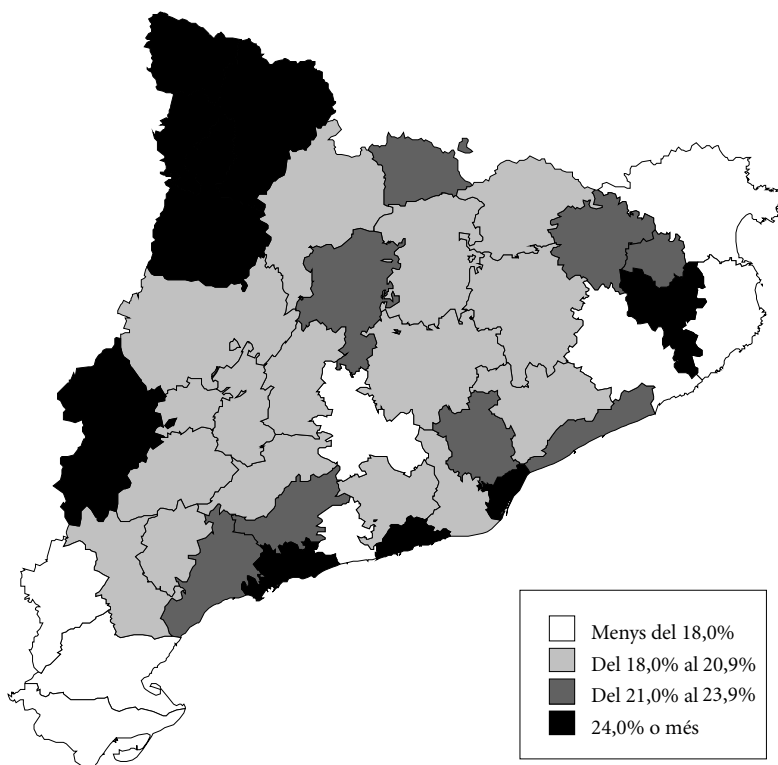 Menys del 18,0%
Del 18,0% al 20,9%
Del 21,0% al 23,9%
24,0% o més